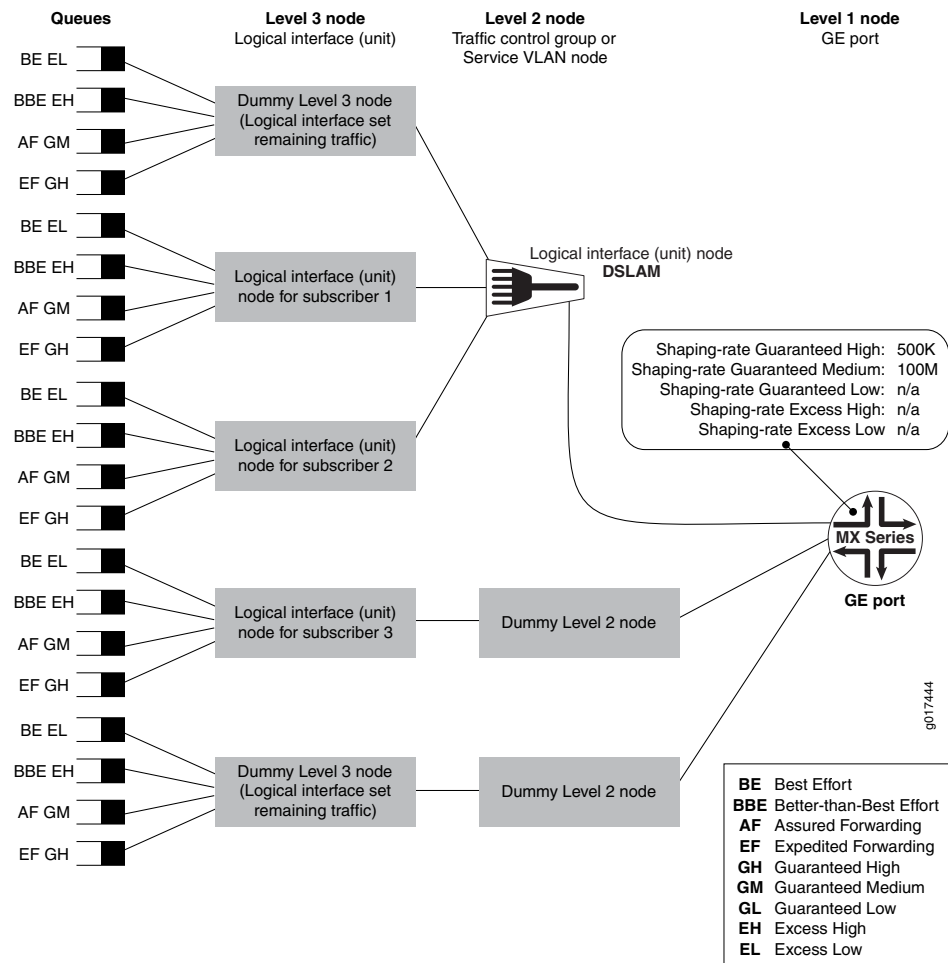 Queues
Level 3 node
Logical interface (unit)
Level 2 node
Traffic control group or
Service VLAN node
Level 1 node
GE port
BE EL
BBE EH
AF GM
EF GH
Dummy Level 3 node
(Logical interface set
remaining traffic)
BE EL
BBE EH
AF GM
EF GH
Logical interface (unit)
node for subscriber 1
Logical interface (unit) node
DSLAM
BE EL
BBE EH
AF GM
EF GH
Logical interface (unit)
node for subscriber 2
Shaping-rate Guaranteed High: 500K
Shaping-rate Guaranteed Medium: 100M
Shaping-rate Guaranteed Low: n/a
Shaping-rate Excess High: n/a
Shaping-rate Excess Low n/a
MX Series
GE port
BE EL
BBE EH
AF GM
EF GH
Logical interface (unit)
node for subscriber 3
Dummy Level 2 node
BE EL
BBE EH
AF GM
EF GH
Dummy Level 3 node
(Logical interface set
remaining traffic)
Dummy Level 2 node
g017444
BE Best Effort
BBE Better-than-Best Effort
AF Assured Forwarding
EF Expedited Forwarding
GH Guaranteed High
GM Guaranteed Medium
GL Guaranteed Low
EH Excess High
EL Excess Low